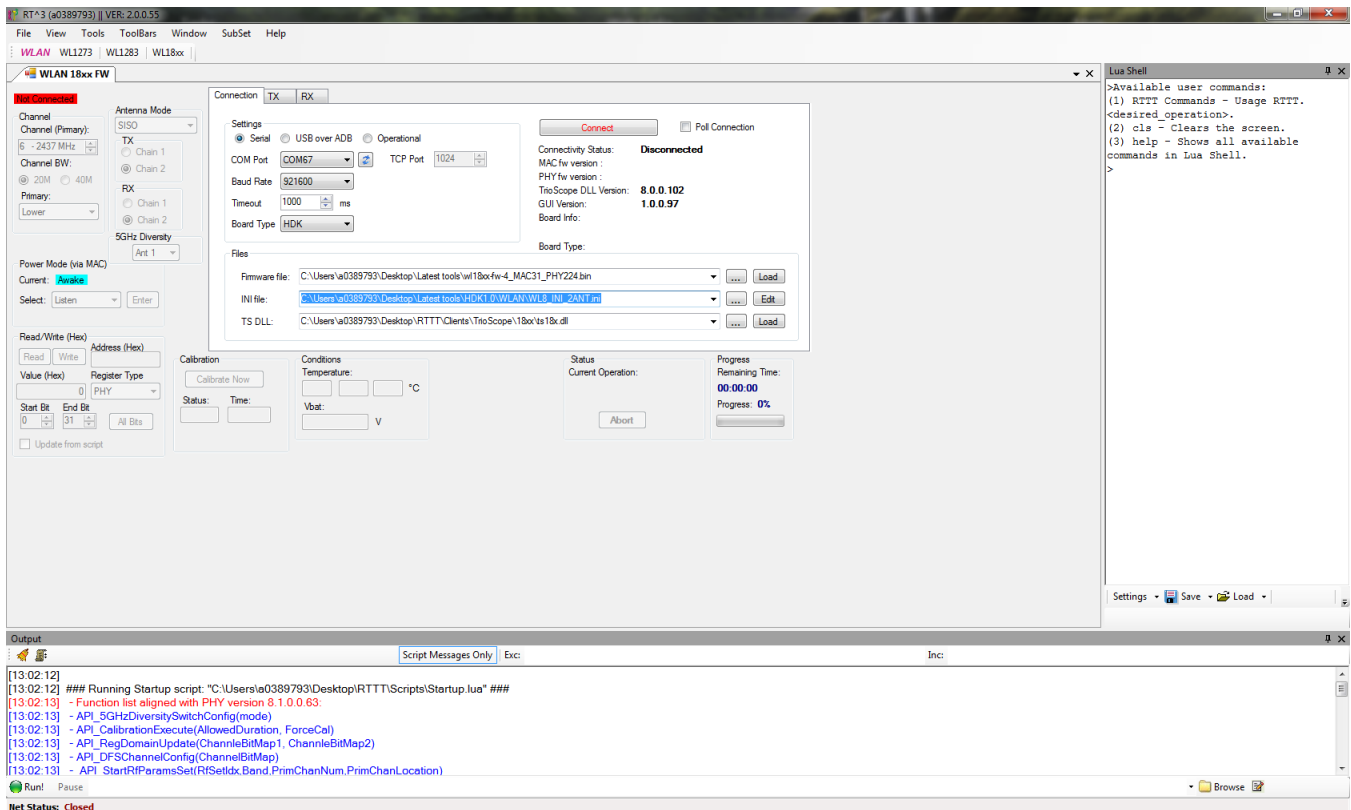 RT^3 (a0389793) || VER: 2.0.0.55
File View Tools ToolBars Window SubSet Help
WLAN WL1273 WL1283 WL18xx
WLAN 18xx FW
Not Connected
Channel
Channel (Pimary):
6 - 2437 MHz
Channel BW:
20M 40M
Primary:
Lower
Antenna Mode
SISO
TX
Chain 1
Chain 2
RX
Chain 1
Chain 2
5GHz Diversity
Ant 1
Power Mode (via MAC)
Current: Awake
Select: Listen Enter
Read/Write (Hex)
Read Write Address (Hex)
Value (Hex) Register Type
0 PHY
Start Bit End Bit
0 31 All Bits
Update from script
Connection TX RX
Settings
Serial USB over ADB Operational
COM Port COM67 TCP Port 1024
Baud Rate 921600
Timeout 1000 ms
Board Type HDK
Connect Poll Connection
Connectivity Status: Disconnected
MAC fw version :
PHY fw version :
TrioScope DLL Version: 8.0.0.102
GUI Version: 1.0.0.97
Board Info:
Board Type:
Files
Firmware file: C:\Users\a0389793\Desktop\Latest tools\wl18xx-fw-4_MAC31_PHY224.bin ... Load
INI file: C:\Users\a0389793\Desktop\Latest tools\HDK1.0\WLAN\WL8_INI_2ANT.ini ... Edit
TS DLL: C:\Users\a0389793\Desktop\RTTT\Clients\TrioScope\18xx\ts18x.dll ... Load
Calibration
Calibrate Now
Status: Time:
Conditions
Temperature:
°C
Vbat:
V
Status
Current Operation:
Abort
Progress
Remaining Time:
00:00:00
Progress: 0%
Lua Shell
>Available user commands:
(1) RTTT Commands - Usage RTTT.
<desired_operation>.
(2) cls - Clears the screen.
(3) help - Shows all available
commands in Lua Shell.
>
Settings Save Load
Output
Script Messages Only Exc: Inc:
[13:02:12]
[13:02:12] ### Running Startup script: "C:\Users\a0389793\Desktop\RTTT\Scripts\Startup.lua" ###
[13:02:13] - Function list aligned with PHY version 8.1.0.0.63:
[13:02:13] - API_5GHzDiversitySwitchConfig(mode)
[13:02:13] - API_CalibrationExecute(AllowedDuration, ForceCal)
[13:02:13] - API_RegDomainUpdate(ChannleBitMap1, ChannleBitMap2)
[13:02:13] - API_DFSChannelConfig(ChannelBitMap)
[13:02:13] - API_StartRfParamsSet(RfSetIdx,Band,PrimChanNum,PrimChanLocation)
Run! Pause Browse
Net Status: Closed